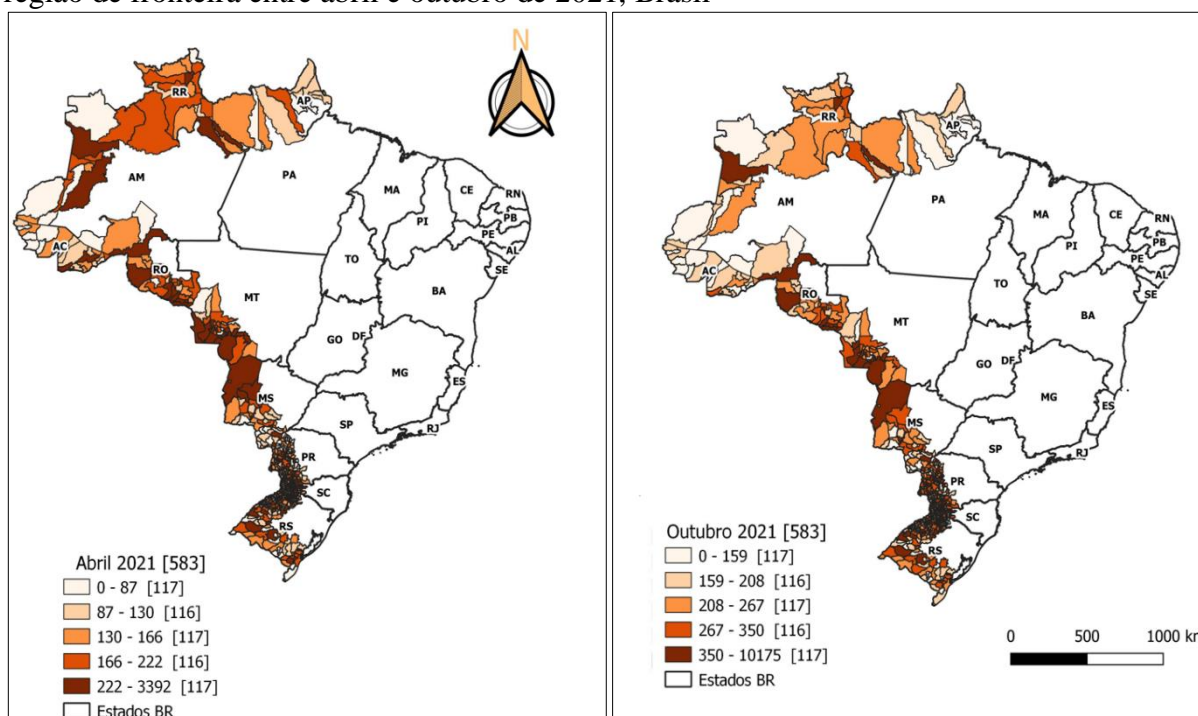 região de fronteira entre abril e outubro de 2021, Brasil
N
RR
AP
AM
PA
MA
CE
RN
PB
PI
PE
AL
SE
AC
RO
TO
BA
MT
GO
DF
MG
ES
MS
SP
RJ
PR
SC
RS
Abril 2021 [583]
0 - 87 [117]
87 - 130 [116]
130 - 166 [117]
166 - 222 [116]
222 - 3392 [117]
Estados BR
RR
AP
AM
PA
MA
CE
RN
PB
PI
PE
AL
SE
AC
RO
TO
BA
MT
GO
DF
MG
ES
MS
SP
RJ
PR
SC
RS
Outubro 2021 [583]
0 - 159 [117]
159 - 208 [116]
208 - 267 [117]
267 - 350 [116]
350 - 10175 [117]
Estados BR
0 500 1000 km